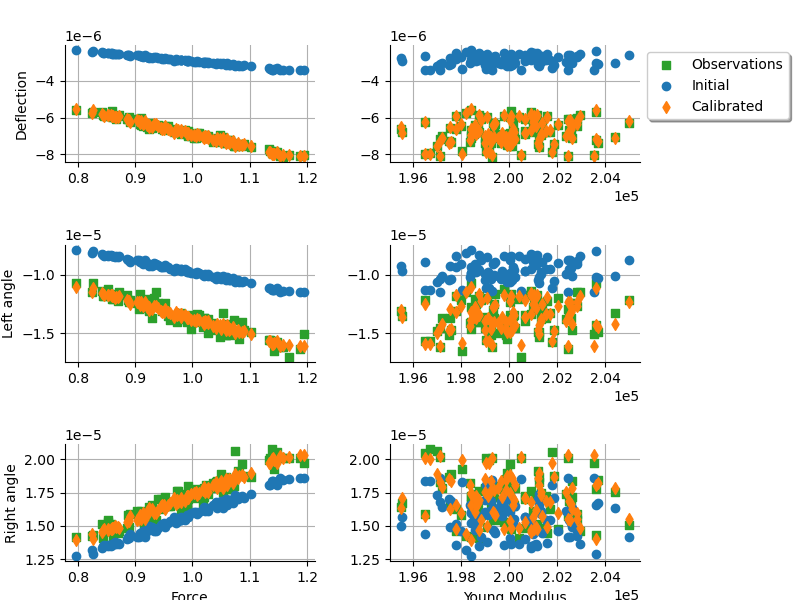 1e−6
−4
−6
−8
Deflection
0.8 0.9 1.0 1.1 1.2
1e−6
−4
−6
−8
1.96 1.98 2.00 2.02 2.04
1e5
Observations
Initial
Calibrated
1e−5
−1.0
−1.5
Left angle
0.8 0.9 1.0 1.1 1.2
1e−5
−1.0
−1.5
1.96 1.98 2.00 2.02 2.04
1e5
1e−5
2.00
1.75
1.50
1.25
Right angle
0.8 0.9 1.0 1.1 1.2
Force
1e−5
2.00
1.75
1.50
1.25
1.96 1.98 2.00 2.02 2.04
1e5
Young Modulus